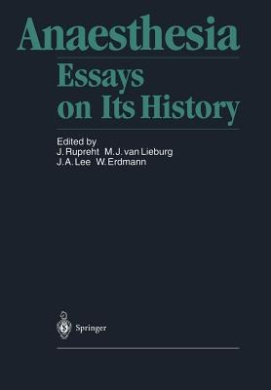 Anaesthesia
Essays
on Its History
Edited by
J. Rupreht M. J. van Lieburg
J. A. Lee W. Erdmann
Springer